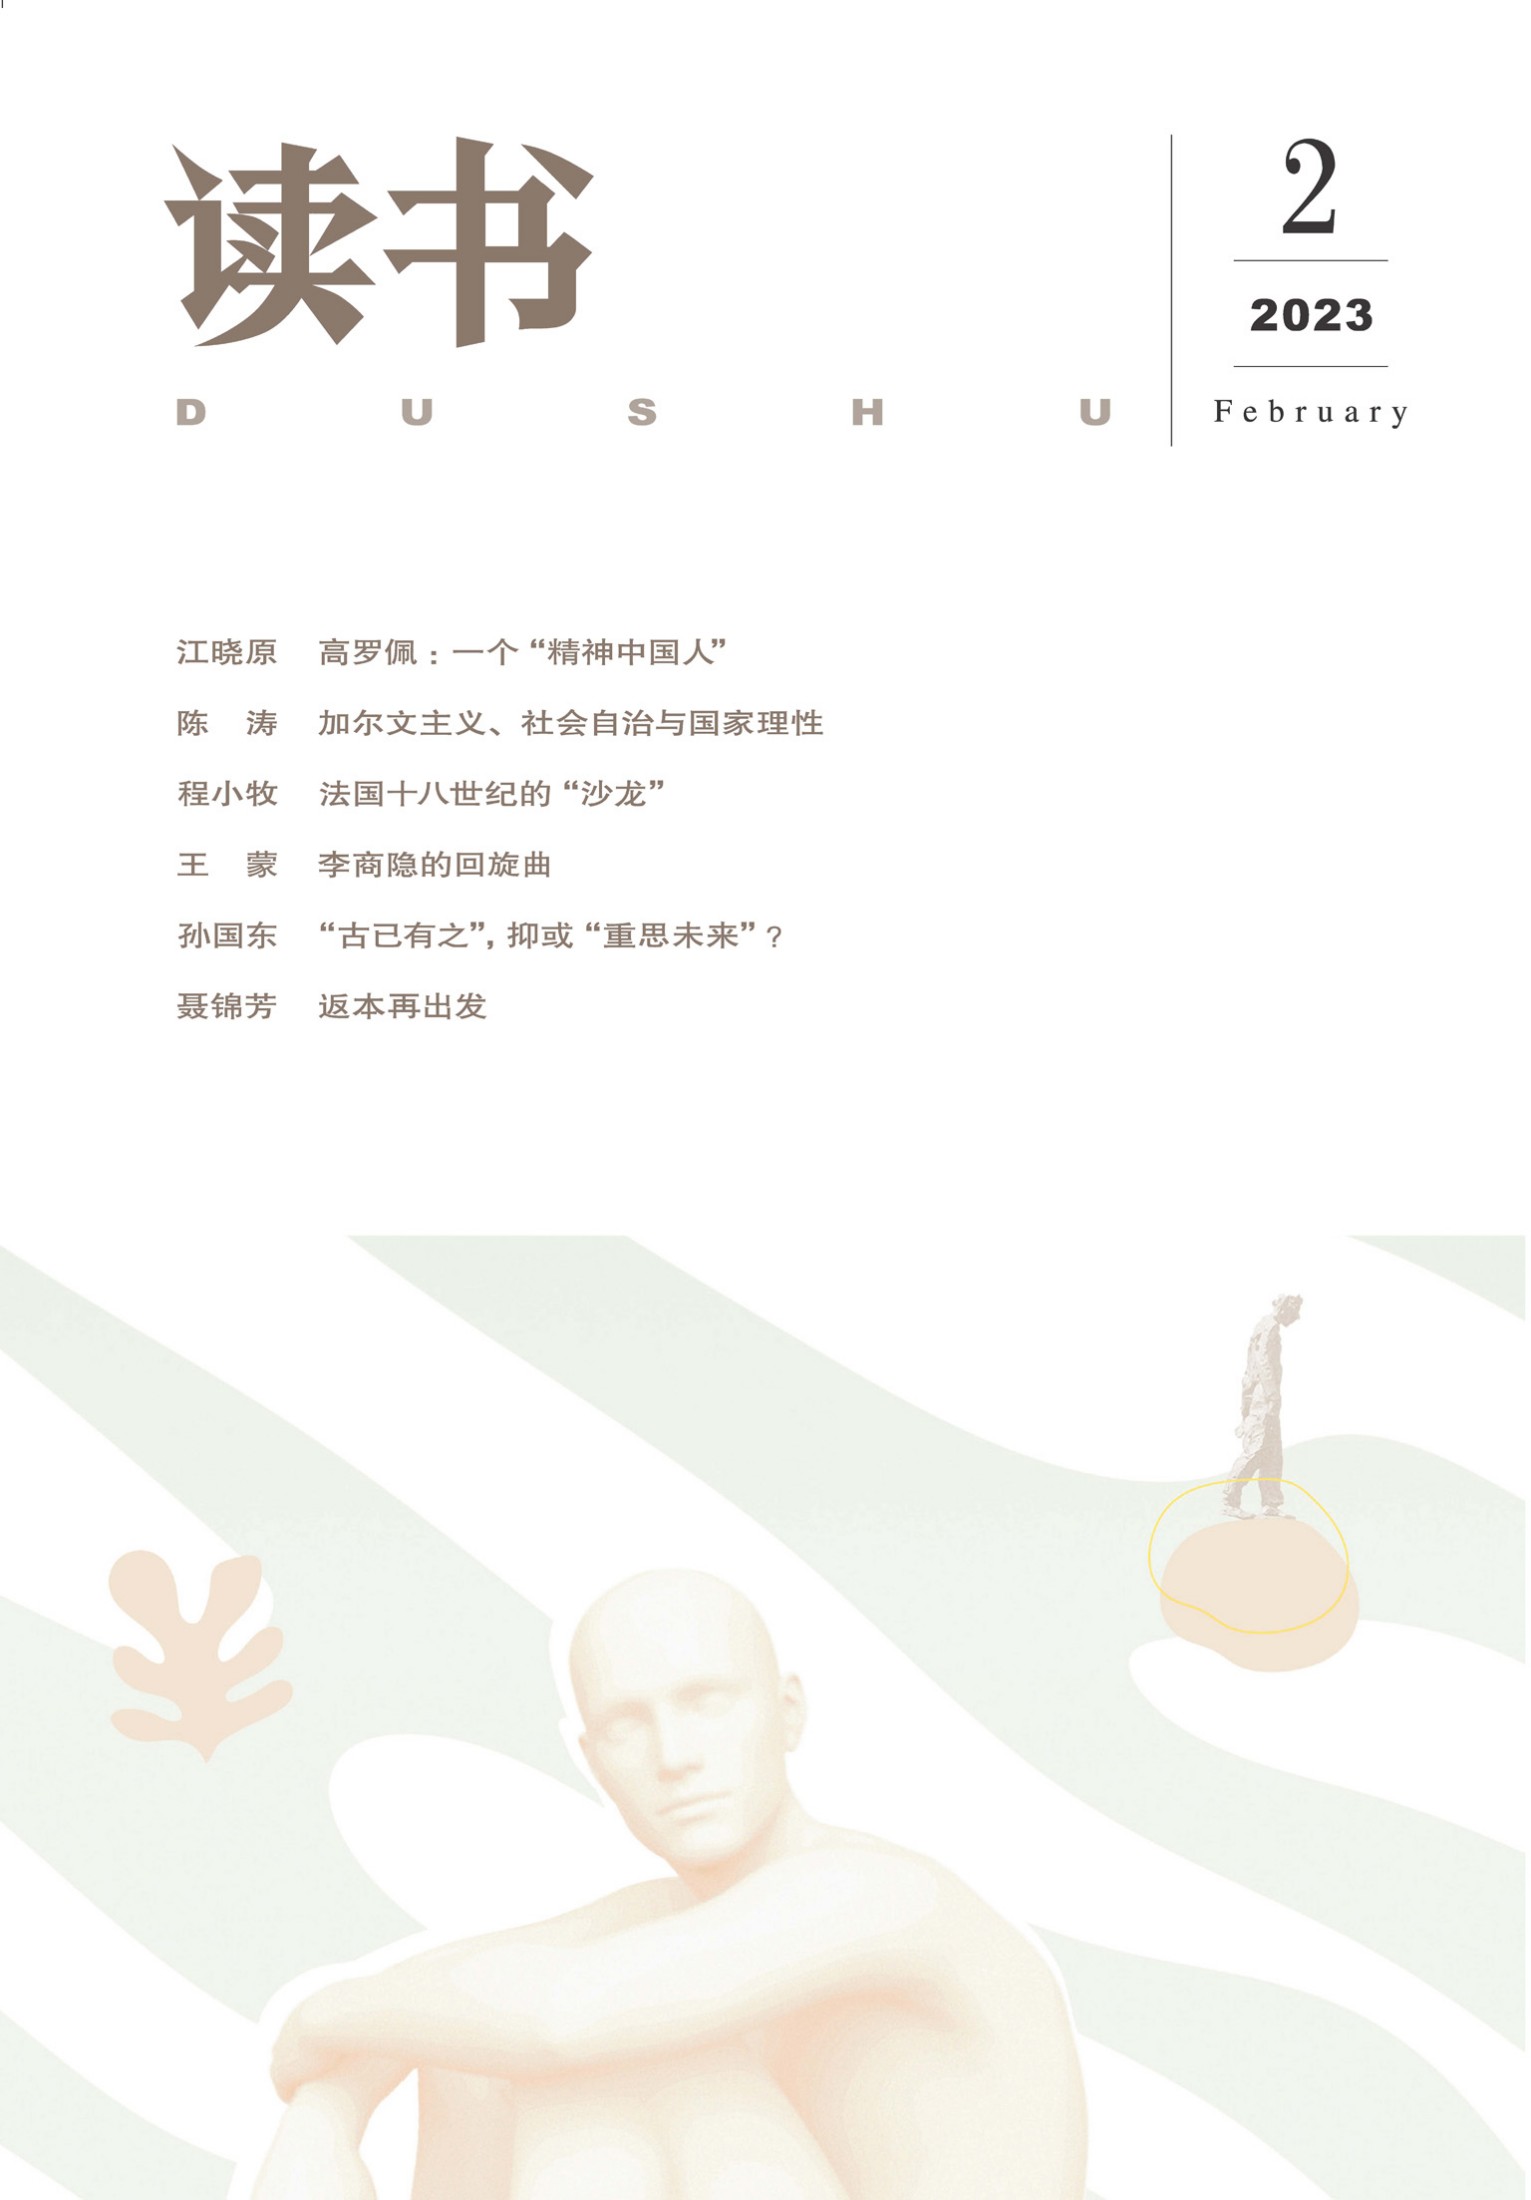 读书
DUSHU
2
2023
February
江晓原 高罗佩：一个“精神中国人”
陈 涛 加尔文主义、社会自治与国家理性
程小牧 法国十八世纪的“沙龙”
王 蒙 李商隐的回旋曲
孙国东 “古已有之”，抑或“重思未来”？
聂锦芳 返本再出发